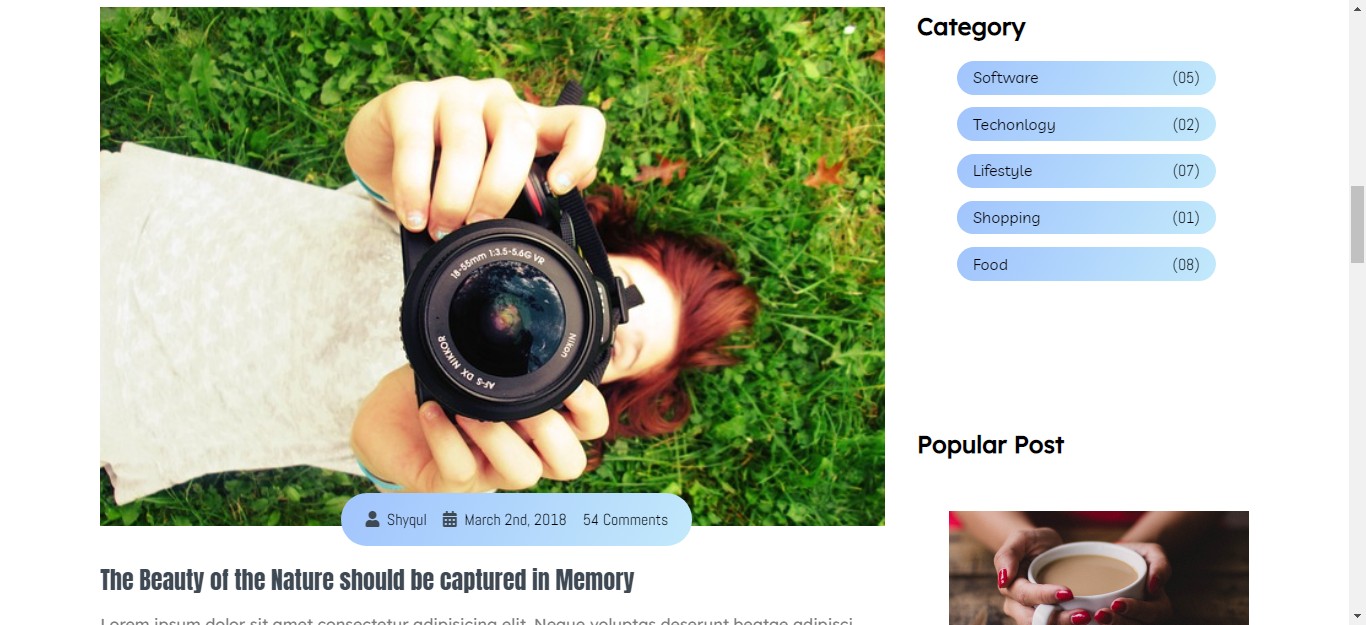 18-55mm 1:3.5-5.6G VR
Nikon
AF-S DX NIKKOR
Shyqul March 2nd, 2018 54 Comments
The Beauty of the Nature should be captured in Memory
Lorem ipsum dolor sit amet consectetur adipisicing elit. Neque voluptas deserunt beatae adipisci
Category
Software (05)
Techonlogy (02)
Lifestyle (07)
Shopping (01)
Food (08)
Popular Post